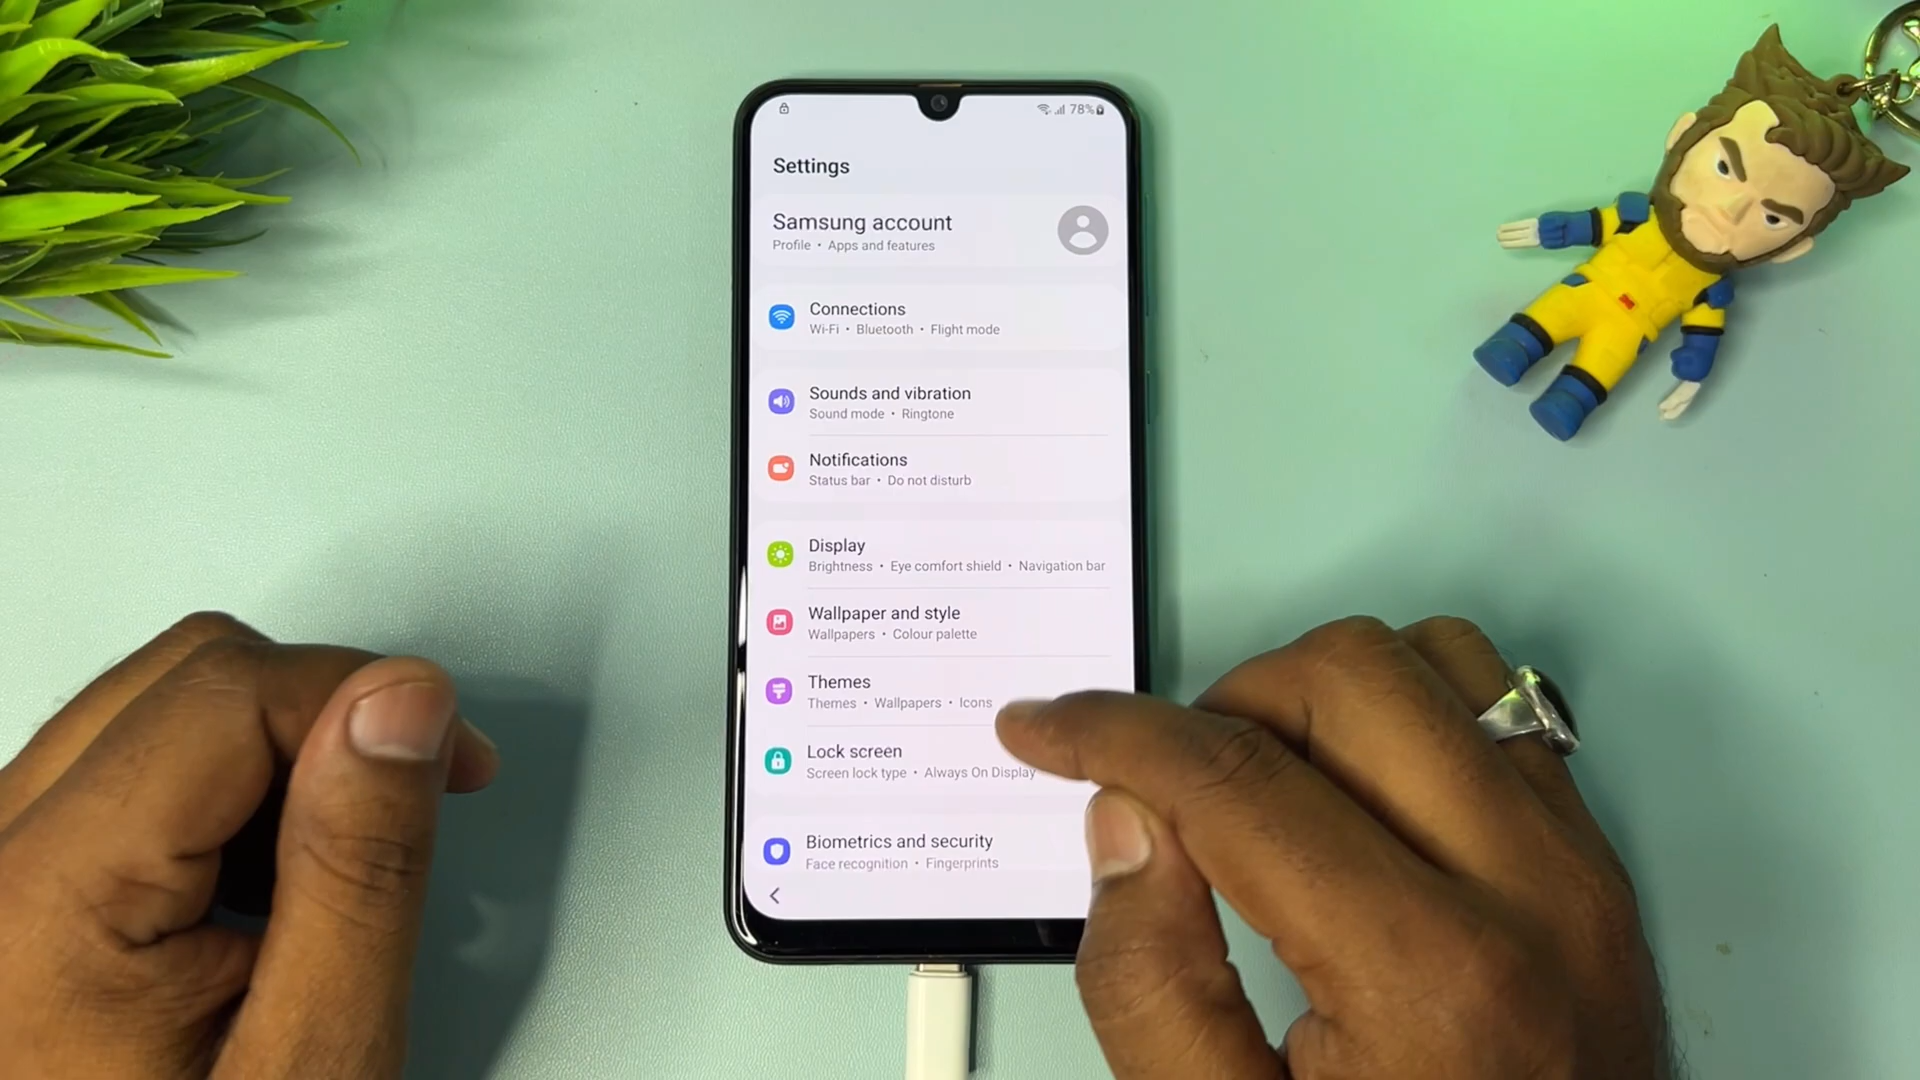 78%
Settings
Samsung account
Profile • Apps and features
Connections
Wi-Fi • Bluetooth • Flight mode
Sounds and vibration
Sound mode • Ringtone
Notifications
Status bar • Do not disturb
Display
Brightness • Eye comfort shield • Navigation bar
Wallpaper and style
Wallpapers • Colour palette
Themes
Themes • Wallpapers • Icons
Lock screen
Screen lock type • Always On Display
Biometrics and security
Face recognition • Fingerprints